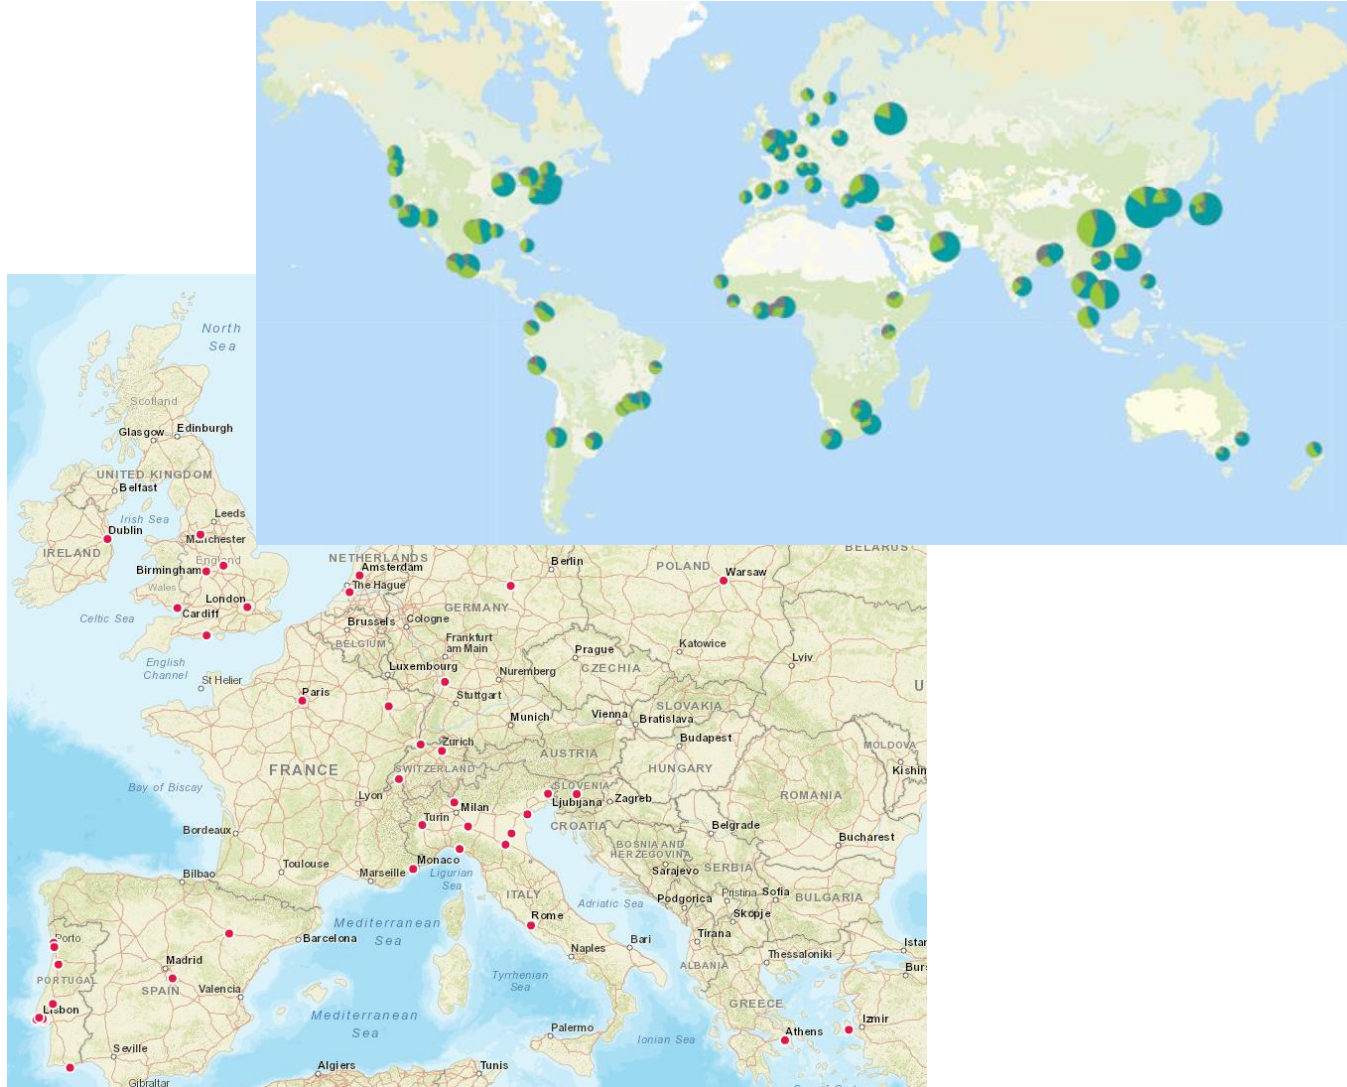 North
Sea
Scotland
Glasgow
Edinburgh
UNITED KINGDOM
Belfast
Leeds
Irish Sea
Dublin
Manchester
IRELAND
England
Birmingham
Wales
London
Cardiff
Celtic Sea
English
Channel
St Helier
NETHERLANDS
Amsterdam
The Hague
Berlin
POLAND
Warsaw
BELARUS
GERMANY
Brussels
Cologne
BELGIUM
Frankfurt
am Main
Prague
Katowice
Lviv
Luxembourg
Nuremberg
CZECHIA
Paris
Stuttgart
SLOVAKIA
U
Munich
Vienna
Bratislava
Zurich
Budapest
MOLDOVA
AUSTRIA
FRANCE
SWITZERLAND
HUNGARY
Kishin
Bay of Biscay
Lyon
SLOVENIA
Ljubljana
Zagreb
ROMANIA
Milan
Turin
CROATIA
Belgrade
Bordeaux
Bucharest
BOSNIA AND
HERZEGOVINA
Toulouse
Marseille
Monaco
Ligurian
Sea
SERBIA
Sarajevo
Bilbao
ITALY
Podgorica
Pristina
Sofia
BULGARIA
Adriatic Sea
Skopje
Mediterranean
Sea
Rome
Porto
Barcelona
Naples
Bari
Tirana
Istar
Thessaloniki
Madrid
ALBANIA
Burs
PORTUGAL
SPAIN
Valencia
Tyrrhenian
Sea
GREECE
Lisbon
Mediterranean
Sea
Izmir
Palermo
Ionian Sea
Athens
Seville
Algiers
Tunis
Gibraltar